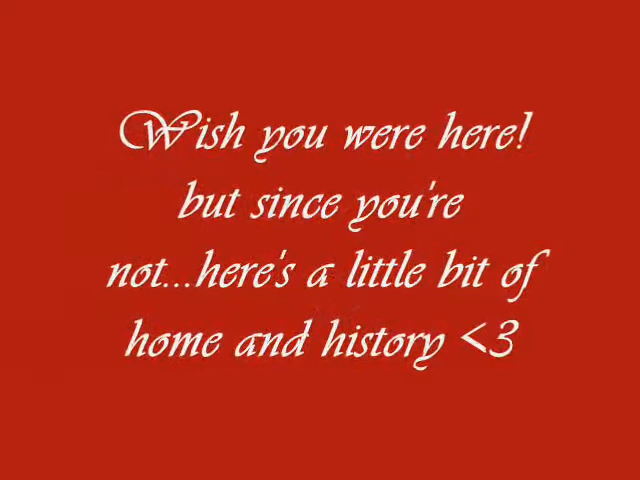 Wish you were here!
but since you're
not...here's a little bit of
home and history <3